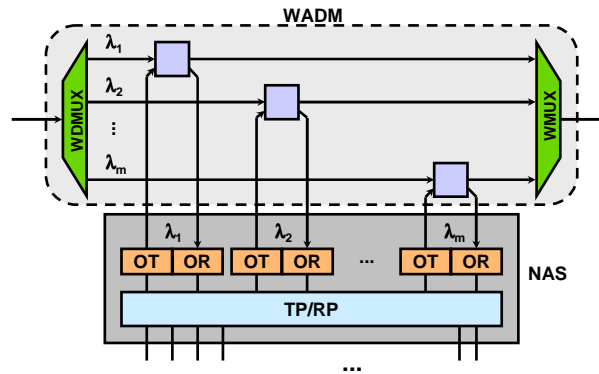 WADM
λ1
WDMUX
λ2
...
λm
WMUX
λ1
λ2
λm
OT OR OT OR ... OT OR
NAS
TP/RP
...